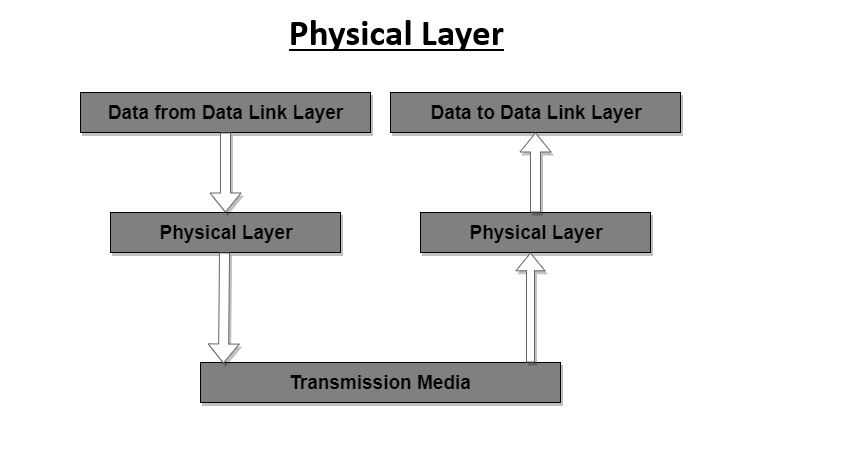 Physical Layer
Data from Data Link Layer
Data to Data Link Layer
Physical Layer
Physical Layer
Transmission Media